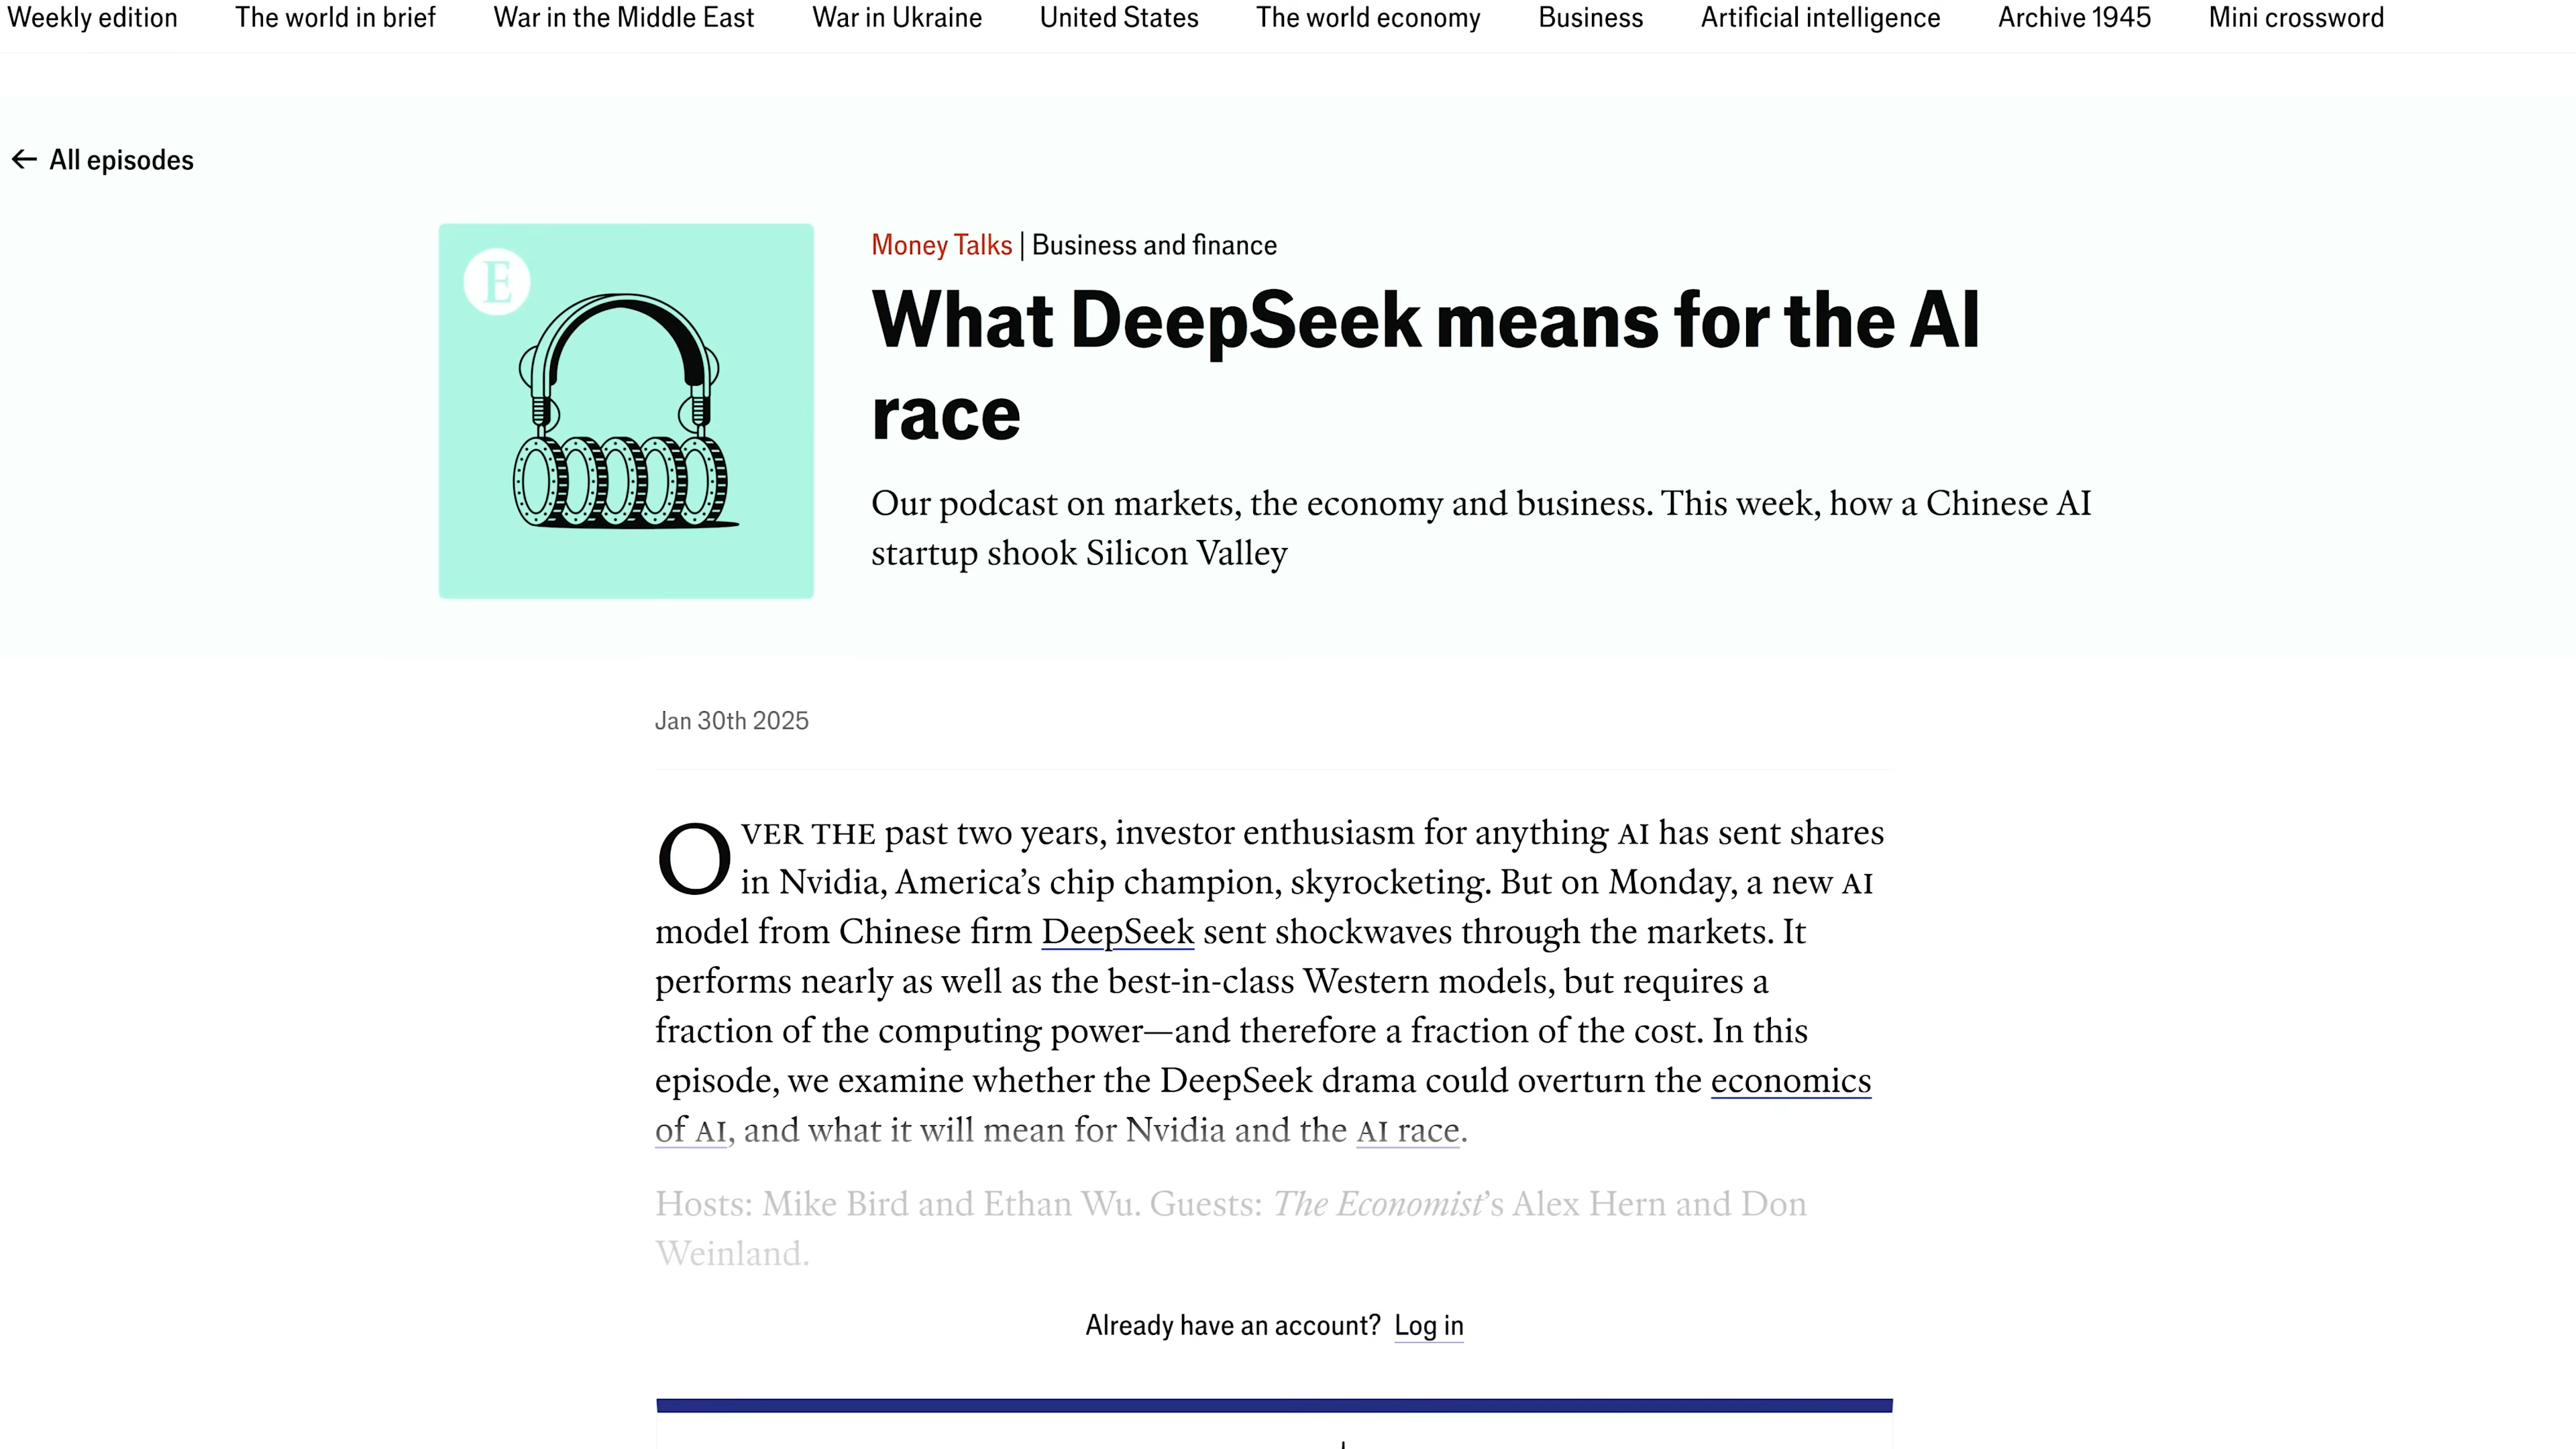 Weekly edition The world in brief War in the Middle East War in Ukraine United States The world economy Business Artificial intelligence Archive 1945 Mini crossword
← All episodes
E
Money Talks | Business and finance
What DeepSeek means for the AI
race
Our podcast on markets, the economy and business. This week, how a Chinese AI
startup shook Silicon Valley
Jan 30th 2025
OVER THE past two years, investor enthusiasm for anything AI has sent shares
in Nvidia, America’s chip champion, skyrocketing. But on Monday, a new AI
model from Chinese firm DeepSeek sent shockwaves through the markets. It
performs nearly as well as the best-in-class Western models, but requires a
fraction of the computing power—and therefore a fraction of the cost. In this
episode, we examine whether the DeepSeek drama could overturn the economics
of AI, and what it will mean for Nvidia and the AI race.
Hosts: Mike Bird and Ethan Wu. Guests: The Economist’s Alex Hern and Don
Weinland.
Already have an account? Log in